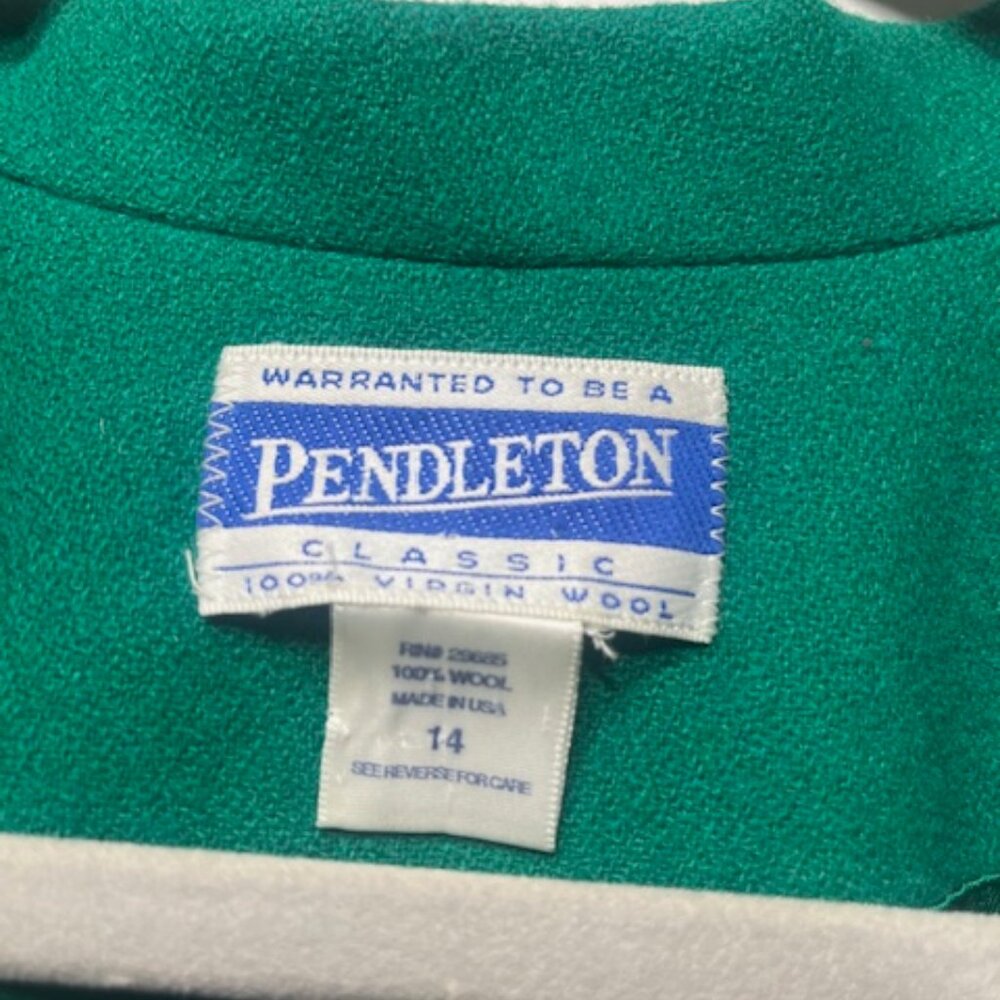 WARRANTED TO BE A
PENDLETON
CLASSIC
100% VIRGIN WOOL
RN# 29685
100% WOOL
MADE IN USA
14
SEE REVERSE FOR CARE